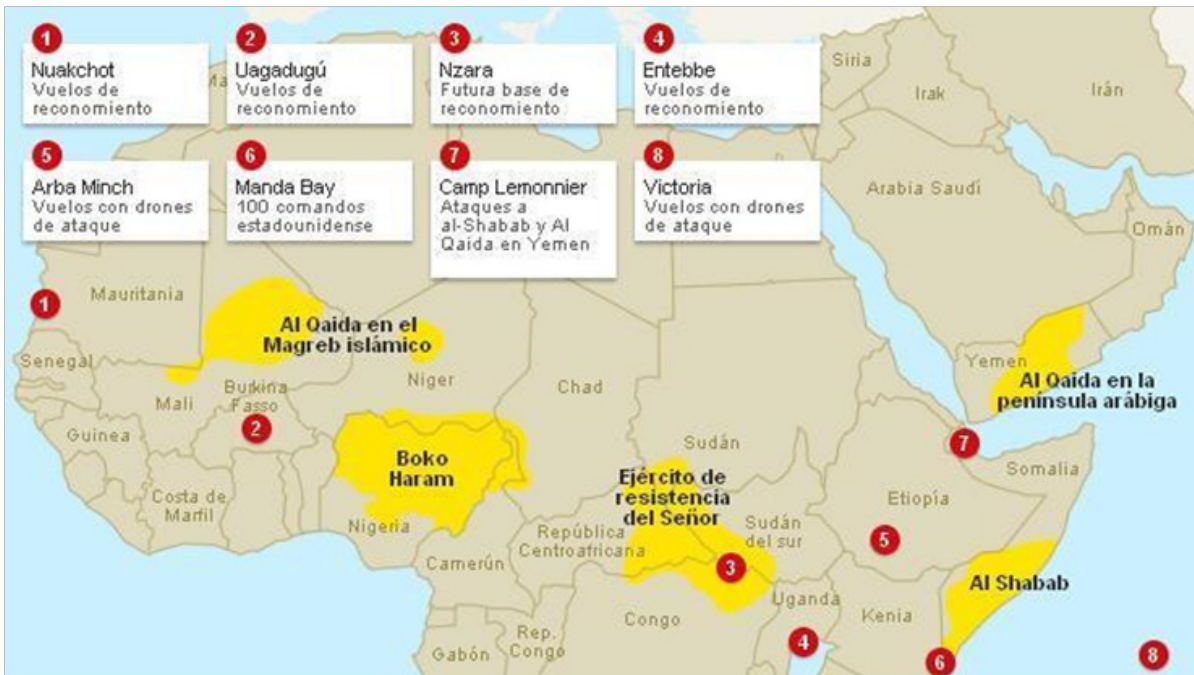 1
Nuakchot
Vuelos de
reconomiento
2
Uagadugú
Vuelos de
reconomiento
3
Nzara
Futura base de
reconomiento
4
Entebbe
Vuelos de
reconomiento
5
Arba Minch
Vuelos con drones
de ataque
6
Manda Bay
100 comandos
estadounidense
7
Camp Lemonnier
Ataques a
al-Shabab y Al
Qaida en Yemen
8
Victoria
Vuelos con drones
de ataque
Siria
Irak
Irán
Arabia Saudí
Omán
Mauritania
1
Al Qaida en el
Magreb islámico
Senegal
Malí
Burkina
Fasso
2
Niger
Chad
Yemen
Al Qaida en la
península arábiga
7
Guinea
Costa de
Marfil
Boko
Haram
Nigeria
Sudán
Ejército de
resistencia
del Señor
Somalia
Etiopía
5
República
Centroafricana
Sudán
del sur
3
Camerún
Al Shabab
Uganda
Kenia
Congo
4
Gabón
Rep.
Congo
6
8